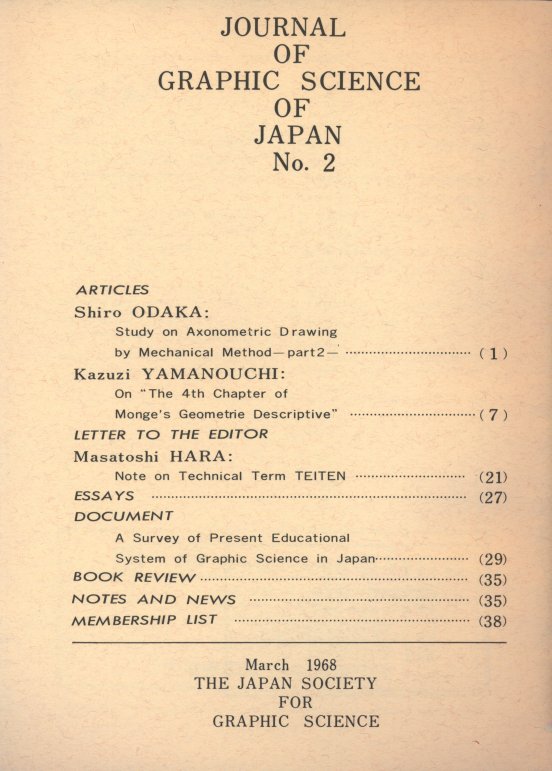 JOURNAL
OF
GRAPHIC SCIENCE
OF
JAPAN
No. 2
ARTICLES
Shiro ODAKA:
Study on Axonometric Drawing
by Mechanical Method—part2— ………………………… (1)
Kazuzi YAMANOUCHI:
On "The 4th Chapter of
Monge's Geometrie Descriptive" ………………………… (7)
LETTER TO THE EDITOR
Masatoshi HARA:
Note on Technical Term TEITEN ……………………… (21)
ESSAYS ……………………………………………………………… (27)
DOCUMENT
A Survey of Present Educational
System of Graphic Science in Japan………………… (29)
BOOK REVIEW……………………………………………………… (35)
NOTES AND NEWS ……………………………………………… (35)
MEMBERSHIP LIST ………………………………………………… (38)
March 1968
THE JAPAN SOCIETY
FOR
GRAPHIC SCIENCE